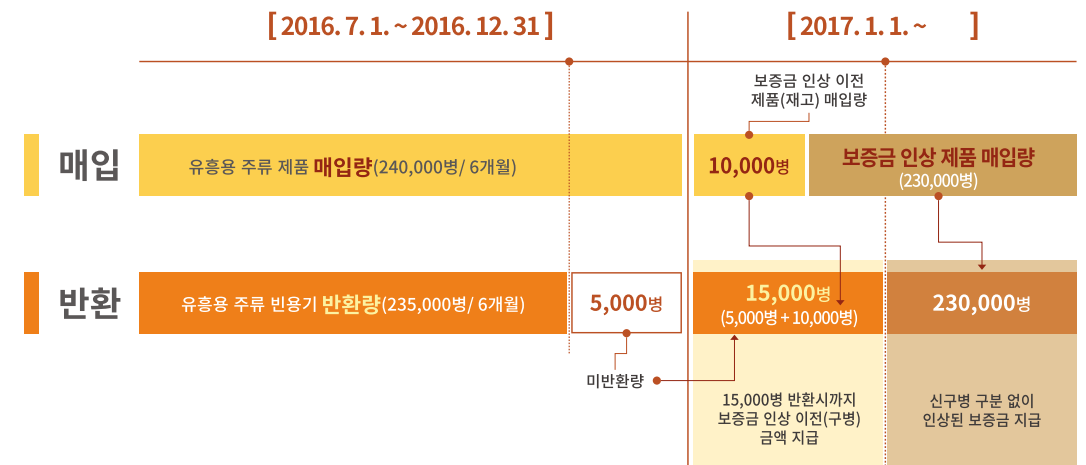 [ 2016. 7. 1. ~ 2016. 12. 31 ]
[ 2017. 1. 1. ~ ]
보증금 인상 이전
제품(재고) 매입량
매입
유흥용 주류 제품 매입량(240,000병/ 6개월)
10,000병
보증금 인상 제품 매입량
(230,000병)
반환
유흥용 주류 빈용기 반환량(235,000병/ 6개월)
5,000병
15,000병
(5,000병 + 10,000병)
230,000병
미반환량
15,000병 반환시까지
보증금 인상 이전(구병)
금액 지급
신구병 구분 없이
인상된 보증금 지급